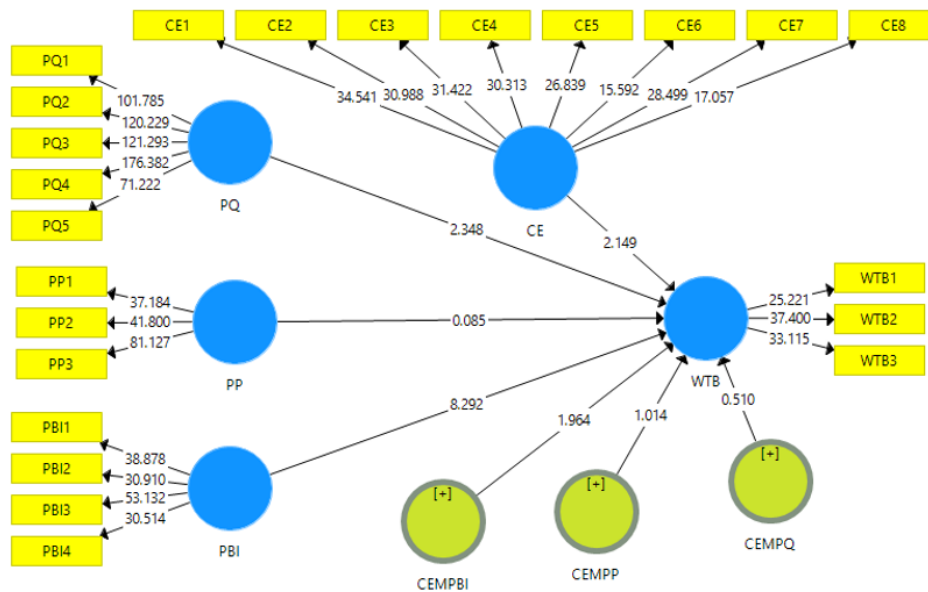 CE1 CE2 CE3 CE4 CE5 CE6 CE7 CE8
34.541 30.988 31.422 30.313 26.839 15.592 28.499 17.057
CE
PQ1
PQ2
PQ3
PQ4
PQ5
101.785
120.229
121.293
176.382
71.222
PQ
2.348
2.149
PP1
PP2
PP3
37.184
41.800
81.127
PP
0.085
WTB
25.221
37.400
33.115
WTB1
WTB2
WTB3
PBI1
PBI2
PBI3
PBI4
38.878
30.910
53.132
30.514
PBI
8.292
1.964
1.014
0.510
[+]
CEMPBI
[+]
CEMPP
[+]
CEMPQ